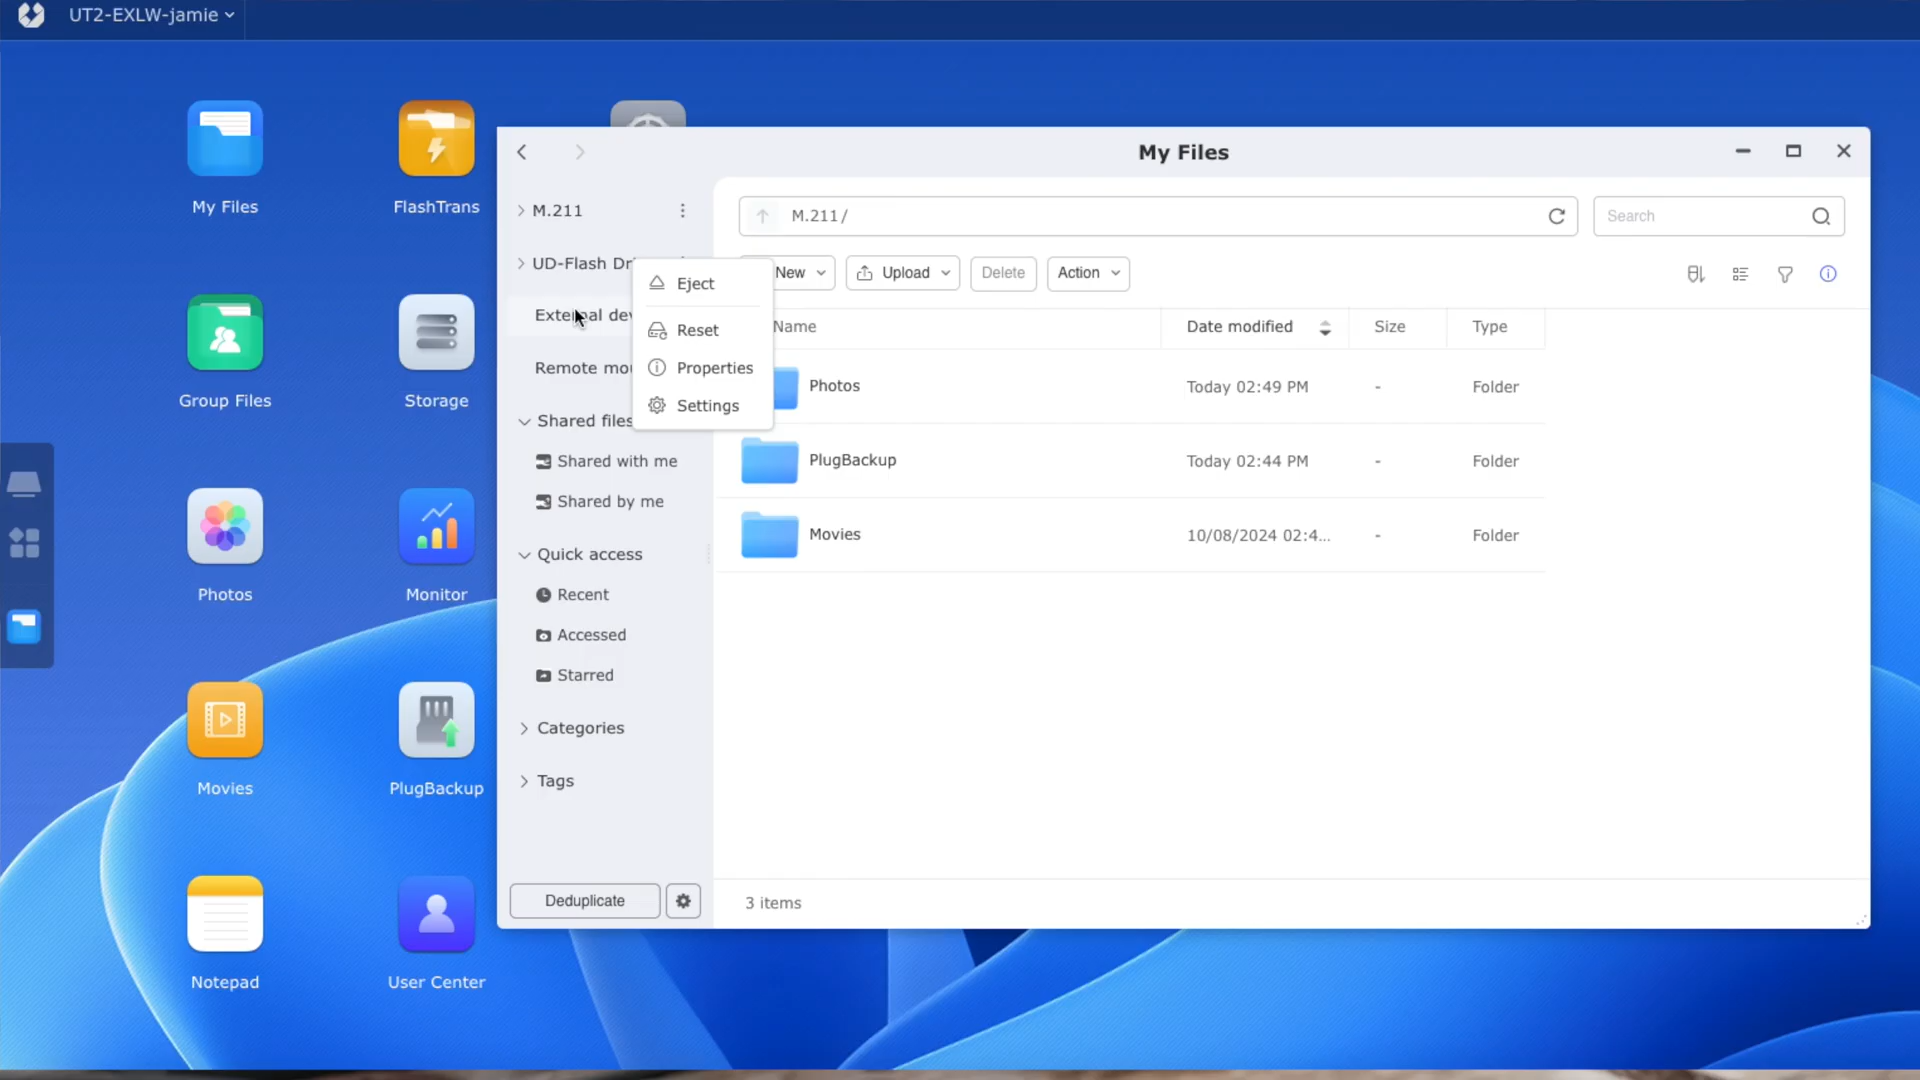 UT2-EXLW-jamie
My Files
FlashTrans
Group Files
Storage
Photos
Monitor
Movies
PlugBackup
Notepad
User Center
My Files
M.211
UD-Flash
External
Remote
Shared files
Shared with me
Shared by me
Quick access
Recent
Accessed
Starred
Categories
Tags
Deduplicate
Eject
Reset
Properties
Settings
M.211/
Search
New
Upload
Delete
Action
Name Date modified Size Type
Photos Today 02:49 PM - Folder
PlugBackup Today 02:44 PM - Folder
Movies 10/08/2024 02:4... - Folder
3 items